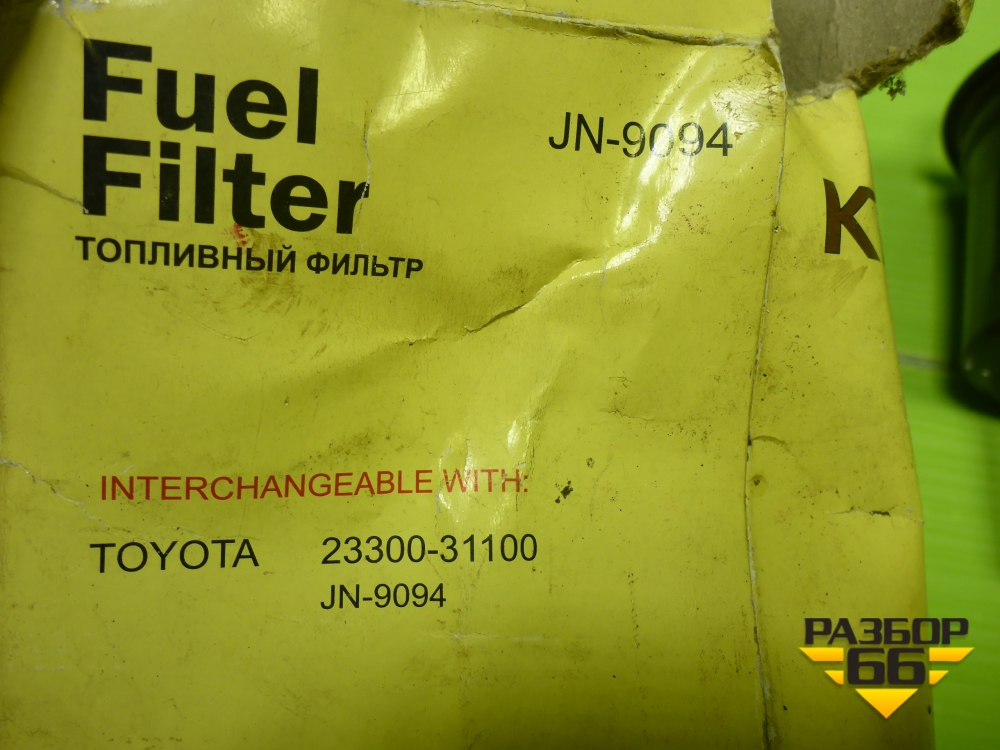 Fuel
Filter
ТОПЛИВНЫЙ ФИЛЬТР
JN-9094
K
INTERCHANGEABLE WITH:
TOYOTA 23300-31100
JN-9094
РАЗБОР
66